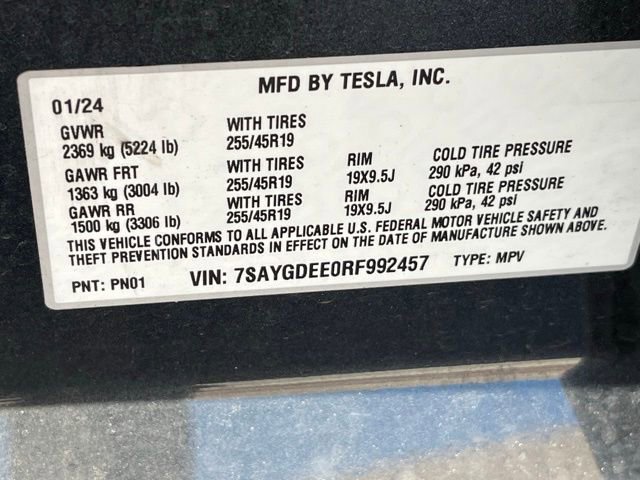 MFD BY TESLA, INC.
01/24
GVWR WITH TIRES
2369 kg (5224 lb) 255/45R19
GAWR FRT WITH TIRES RIM COLD TIRE PRESSURE
1363 kg (3004 lb) 255/45R19 19X9.5J 290 kPa, 42 psi
GAWR RR WITH TIRES RIM COLD TIRE PRESSURE
1500 kg (3306 lb) 255/45R19 19X9.5J 290 kPa, 42 psi
THIS VEHICLE CONFORMS TO ALL APPLICABLE U.S. FEDERAL MOTOR VEHICLE SAFETY AND
THEFT PREVENTION STANDARDS IN EFFECT ON THE DATE OF MANUFACTURE SHOWN ABOVE.
PNT: PN01 VIN: 7SAYGDEE0RF992457 TYPE: MPV